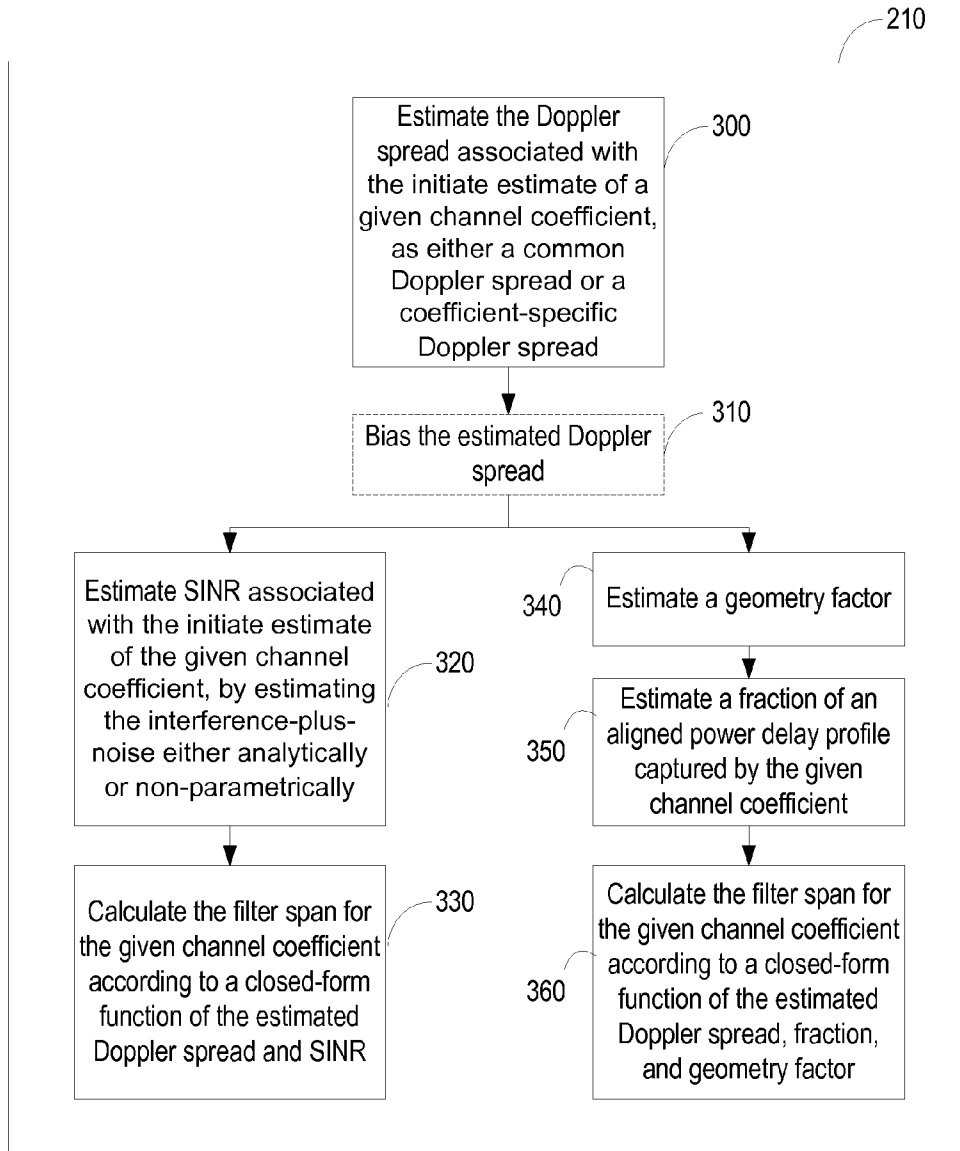 210
Estimate the Doppler
spread associated with
the initiate estimate of a
given channel coefficient,
as either a common
Doppler spread or a
coefficient-specific
Doppler spread
300
Bias the estimated Doppler
spread
310
Estimate SINR associated
with the initiate estimate
of the given channel
coefficient, by estimating
the interference-plus-
noise either analytically
or non-parametrically
320
Calculate the filter span for
the given channel coefficient
according to a closed-form
function of the estimated
Doppler spread and SINR
330
340
Estimate a geometry factor
350
Estimate a fraction of an
aligned power delay profile
captured by the given
channel coefficient
360
Calculate the filter span for
the given channel coefficient
according to a closed-form
function of the estimated
Doppler spread, fraction,
and geometry factor